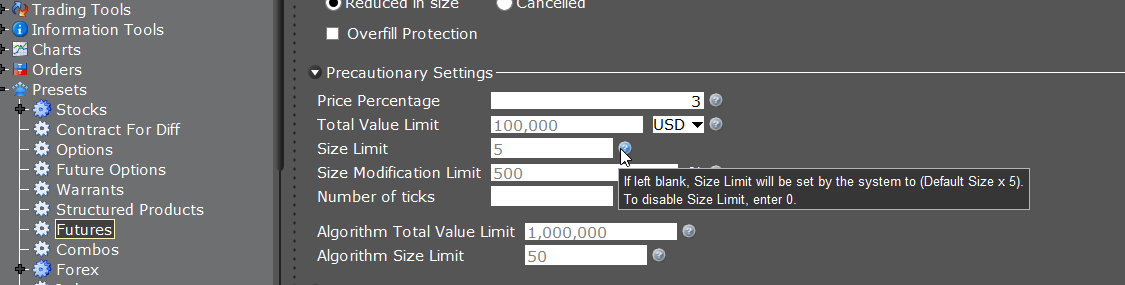 Trading Tools
Information Tools
Charts
Orders
Presets
Stocks
Contract For Diff
Options
Future Options
Warrants
Structured Products
Futures
Combos
Forex
Reduced in size Cancelled
Overfill Protection
Precautionary Settings
Price Percentage 3
Total Value Limit 100,000 USD
Size Limit 5
Size Modification Limit 500
Number of ticks
If left blank, Size Limit will be set by the system to (Default Size x 5).
To disable Size Limit, enter 0.
Algorithm Total Value Limit 1,000,000
Algorithm Size Limit 50